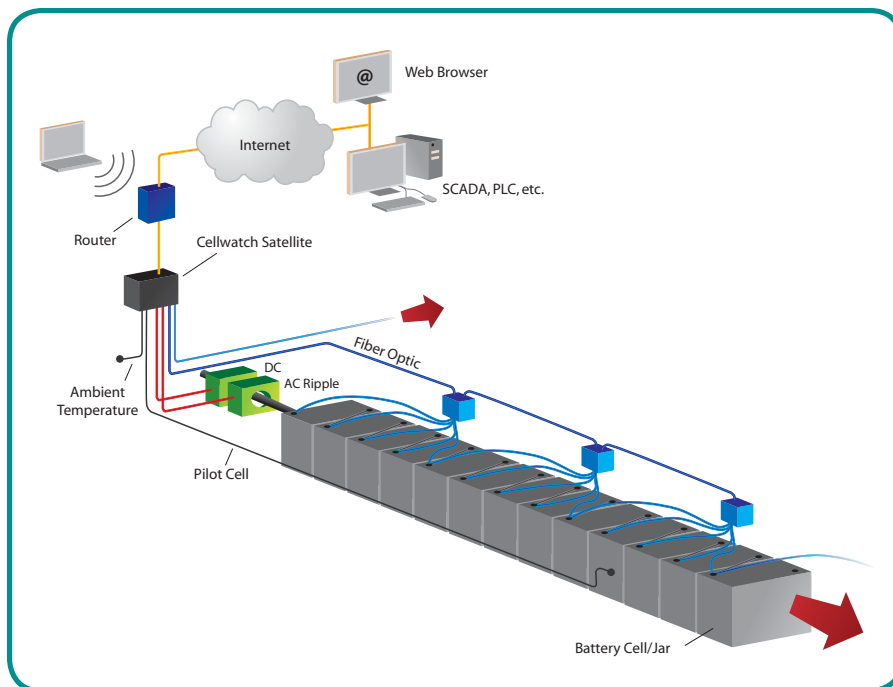 Web Browser
@
Internet
SCADA, PLC, etc.
Router
Cellwatch Satellite
Fiber Optic
DC
AC Ripple
Ambient
Temperature
Pilot Cell
Battery Cell/Jar